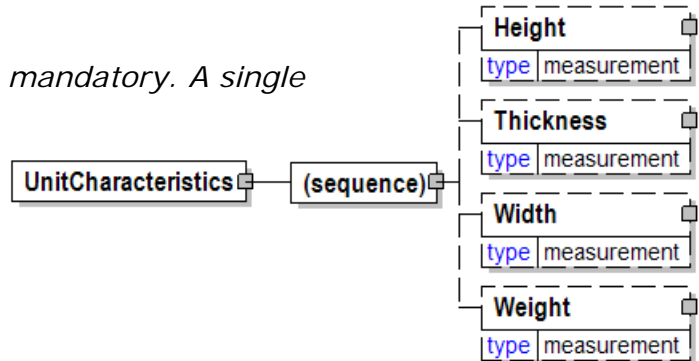 Height
type measurement
mandatory. A single
Thickness
type measurement
UnitCharacteristics
(sequence)
Width
type measurement
Weight
type measurement